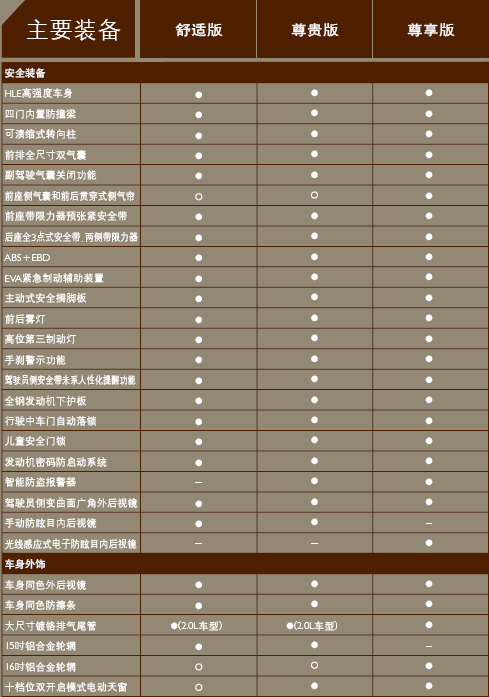 主要装备 舒适版 尊贵版 尊享版
安全装备
HLE高强度车身 ● ● ●
四门内置防撞梁 ● ● ●
可溃缩式转向柱 ● ● ●
前排全尺寸双气囊 ● ● ●
副驾驶气囊关闭功能 ● ● ●
前座侧气囊和前后贯穿式侧气帘 ○ ○ ●
前座带限力器预张紧安全带 ● ● ●
后座全3点式安全带、两侧带限力器 ● ● ●
ABS+EBD ● ● ●
EVA紧急制动辅助装置 ● ● ●
主动式安全搁脚板 ● ● ●
前后雾灯 ● ● ●
高位第三制动灯 ● ● ●
手刹警示功能 ● ● ●
驾驶员侧安全带未系人性化提醒功能 ● ● ●
全钢发动机下护板 ● ● ●
行驶中车门自动落锁 ● ● ●
儿童安全门锁 ● ● ●
发动机密码防启动系统 ● ● ●
智能防盗报警器 – ● ●
驾驶员侧变曲面广角外后视镜 ● ● ●
手动防眩目内后视镜 ● ● –
光线感应式电子防眩目内后视镜 – – ●
车身外饰
车身同色外后视镜 ● ● ●
车身同色防擦条 ● ● ●
大尺寸镀铬排气尾管 ●(2.0L车型) ●(2.0L车型) ●
15吋铝合金轮辋 ● ● –
16吋铝合金轮辋 ○ ○ ●
十档位双开启模式电动天窗 ○ ● ●